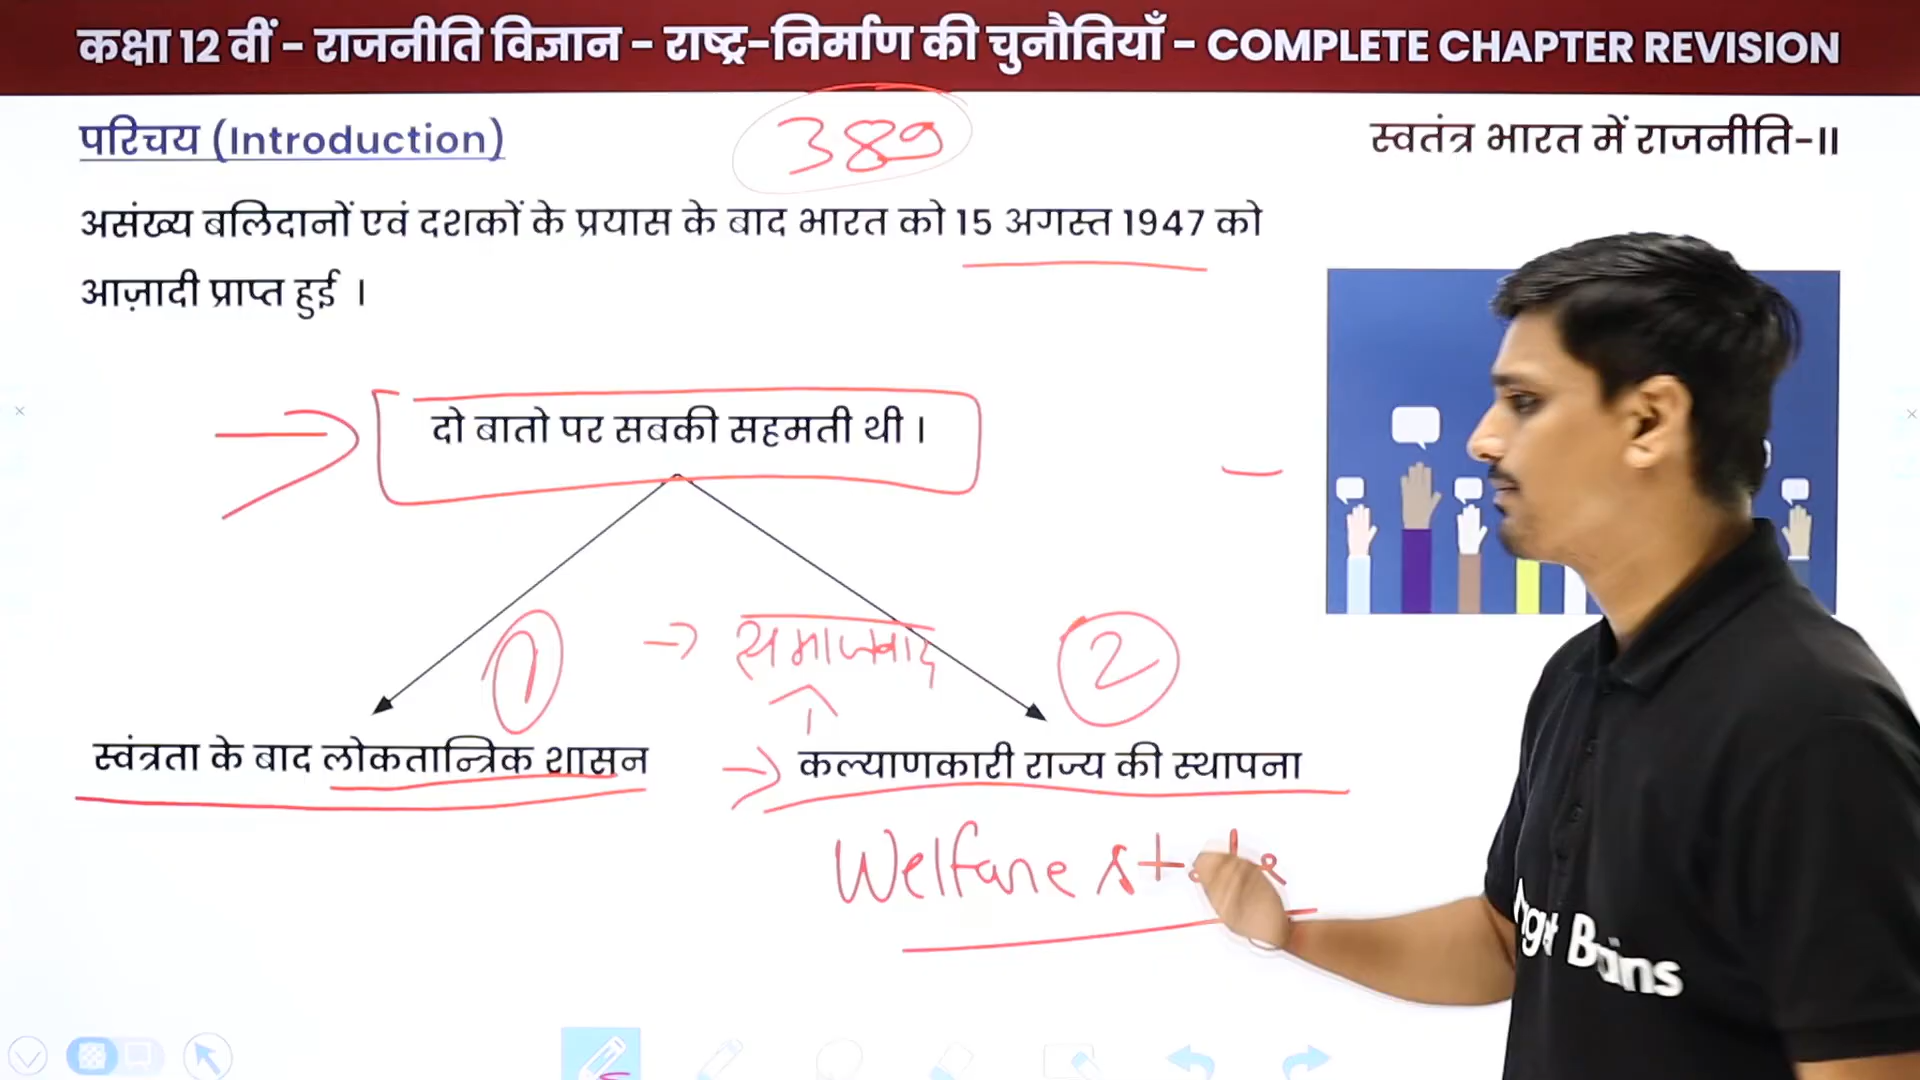 कक्षा 12 वीं - राजनीति विज्ञान - राष्ट्र-निर्माण की चुनौतियाँ - COMPLETE CHAPTER REVISION
परिचय (Introduction)
389
स्वतंत्र भारत में राजनीति-II
असंख्य बलिदानों एवं दशकों के प्रयास के बाद भारत को 15 अगस्त 1947 को
आज़ादी प्राप्त हुई ।
दो बातो पर सबकी सहमती थी ।
1
समाजवाद
2
स्वंत्रता के बाद लोकतान्त्रिक शासन
कल्याणकारी राज्य की स्थापना
Welfare state
Brains